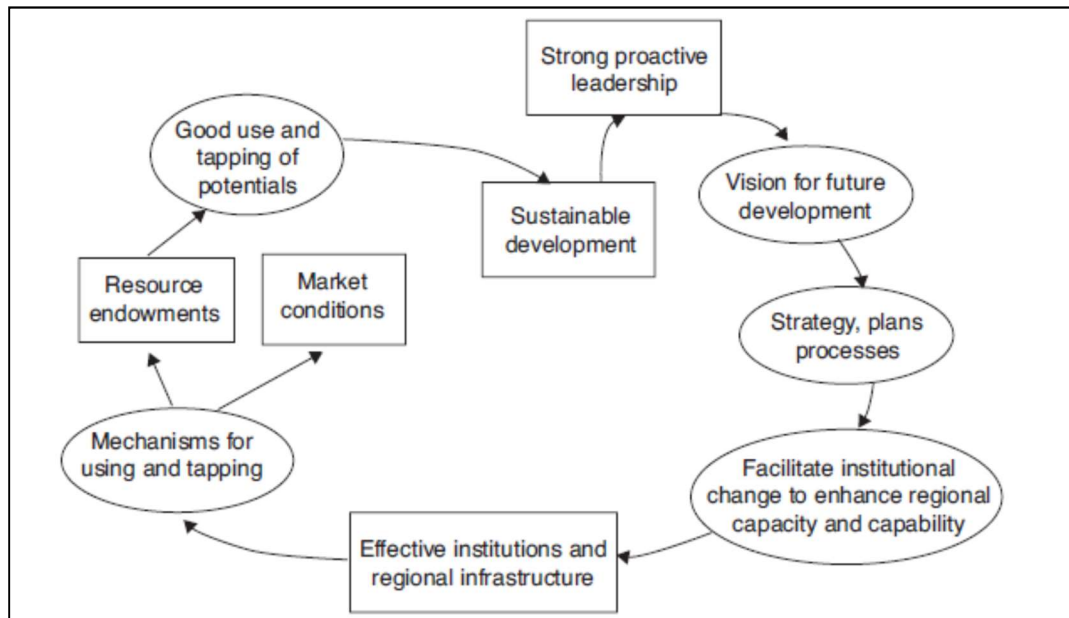 Strong proactive
leadership
Good use and
tapping of
potentials
Vision for future
development
Sustainable
development
Resource
endowments
Market
conditions
Strategy, plans
processes
Mechanisms for
using and tapping
Facilitate institutional
change to enhance regional
capacity and capability
Effective institutions and
regional infrastructure